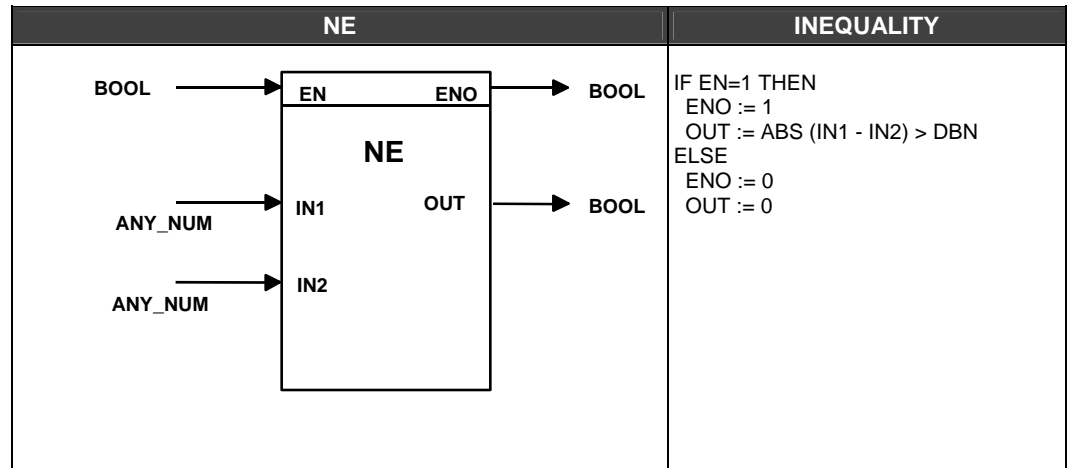 NE
INEQUALITY
BOOL
EN
ENO
BOOL
NE
IN1
OUT
BOOL
ANY_NUM
IN2
ANY_NUM
IF EN=1 THEN
ENO := 1
OUT := ABS (IN1 - IN2) > DBN
ELSE
ENO := 0
OUT := 0